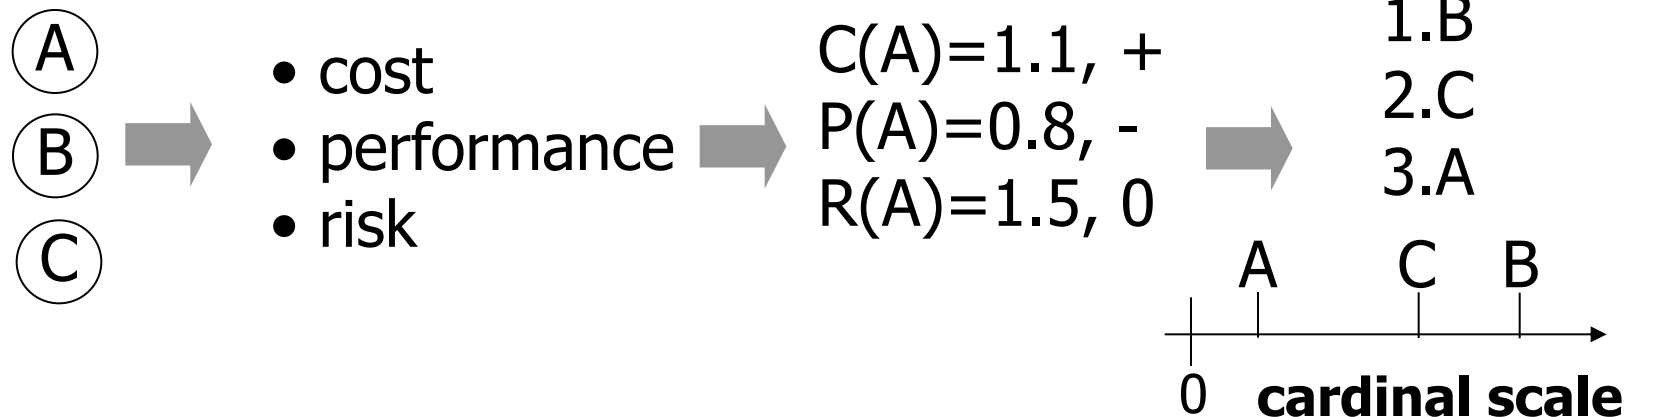 A
B
C
• cost
• performance
• risk
C(A)=1.1, +
P(A)=0.8, -
R(A)=1.5, 0
1.B
2.C
3.A
A C B
0 cardinal scale